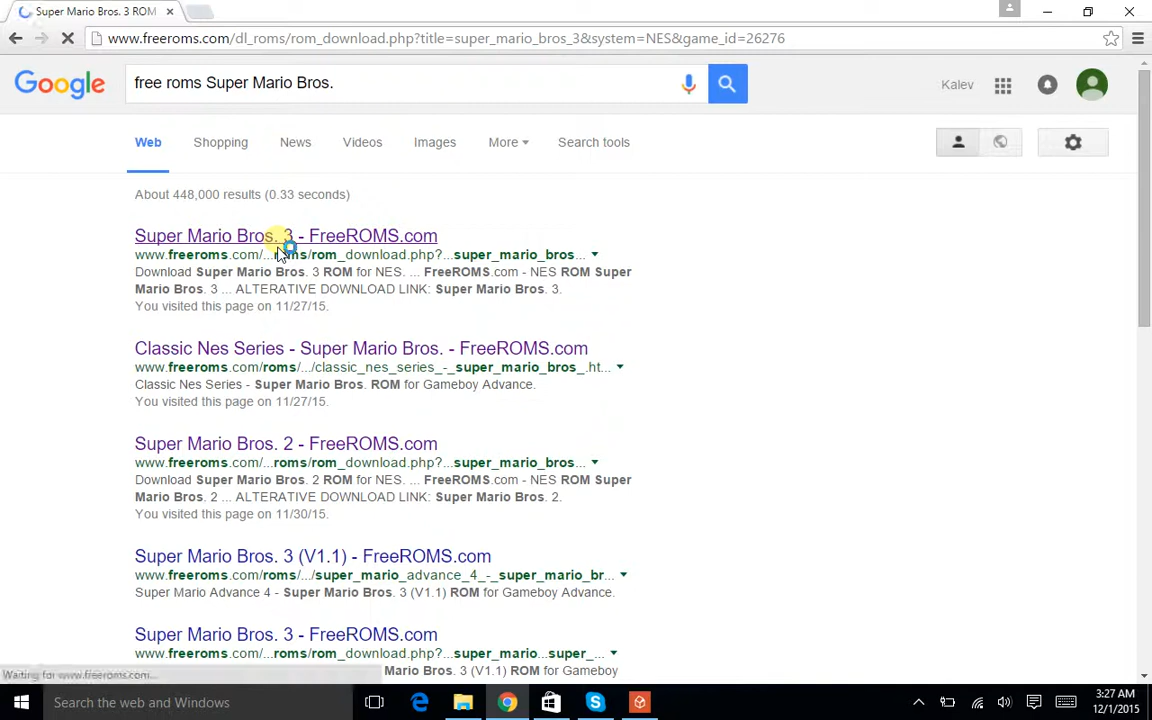 Super Mario Bros. 3 ROM
www.freeroms.com/dl_roms/rom_download.php?title=super_mario_bros_3&system=NES&game_id=26276
Google
free roms Super Mario Bros.
Kalev
Web
Shopping
News
Videos
Images
More
Search tools
About 448,000 results (0.33 seconds)
Super Mario Bros. 3 - FreeROMS.com
www.freeroms.com/...roms/rom_download.php?...super_mario_bros...
Download Super Mario Bros. 3 ROM for NES. ... FreeROMS.com - NES ROM Super
Mario Bros. 3 ... ALTERATIVE DOWNLOAD LINK: Super Mario Bros. 3.
You visited this page on 11/27/15.
Classic Nes Series - Super Mario Bros. - FreeROMS.com
www.freeroms.com/roms/.../classic_nes_series_-_super_mario_bros_.ht...
Classic Nes Series - Super Mario Bros. ROM for Gameboy Advance.
You visited this page on 11/27/15.
Super Mario Bros. 2 - FreeROMS.com
www.freeroms.com/...roms/rom_download.php?...super_mario_bros...
Download Super Mario Bros. 2 ROM for NES. ... FreeROMS.com - NES ROM Super
Mario Bros. 2 ... ALTERATIVE DOWNLOAD LINK: Super Mario Bros. 2.
You visited this page on 11/30/15.
Super Mario Bros. 3 (V1.1) - FreeROMS.com
www.freeroms.com/roms/.../super_mario_advance_4_-_super_mario_br...
Super Mario Advance 4 - Super Mario Bros. 3 (V1.1) ROM for Gameboy Advance.
Super Mario Bros. 3 - FreeROMS.com
www.freeroms.com/...roms/rom_download.php?...super_mario...super_...
Mario Bros. 3 (V1.1) ROM for Gameboy
Waiting for www.freeroms.com...
Search the web and Windows
3:27 AM
12/1/2015